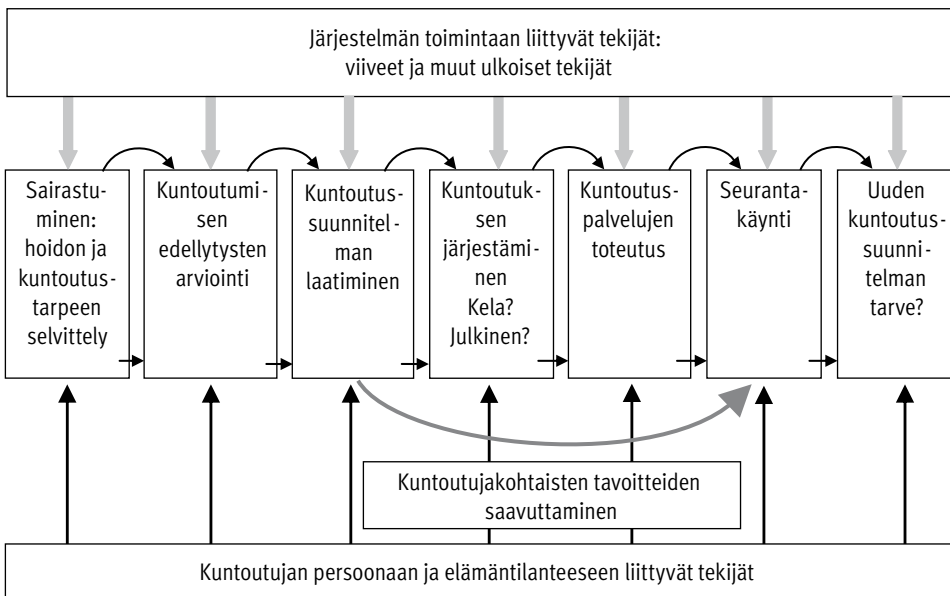 Järjestelmän toimintaan liittyvät tekijät:
viiveet ja muut ulkoiset tekijät
Sairastu-
minen:
hoidon ja
kuntoutus-
tarpeen
selvittely
Kuntoutumi-
sen
edellytysten
arviointi
Kuntoutus-
suunnitel-
man
laatiminen
Kuntoutuk-
sen
järjestämi-
nen
Kela?
Julkinen?
Kuntoutus-
palvelujen
toteutus
Seuranta-
käynti
Uuden
kuntoutus-
suunni-
telman
tarve?
Kuntoutujakohtaisten tavoitteiden
saavuttaminen
Kuntoutujan persoonaan ja elämäntilanteeseen liittyvät tekijät